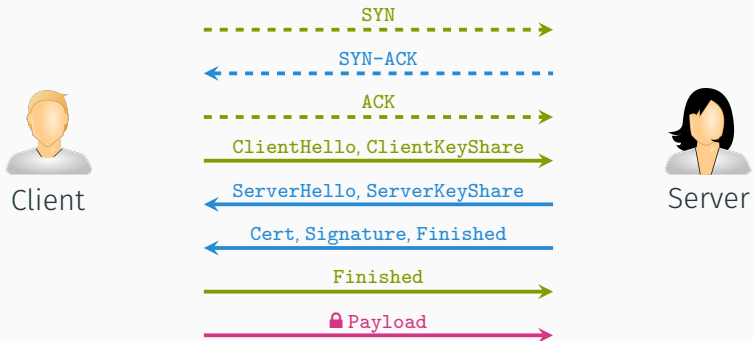 SYN
SYN-ACK
ACK
ClientHello, ClientKeyShare
Client
ServerHello, ServerKeyShare
Server
Cert, Signature, Finished
Finished
Payload